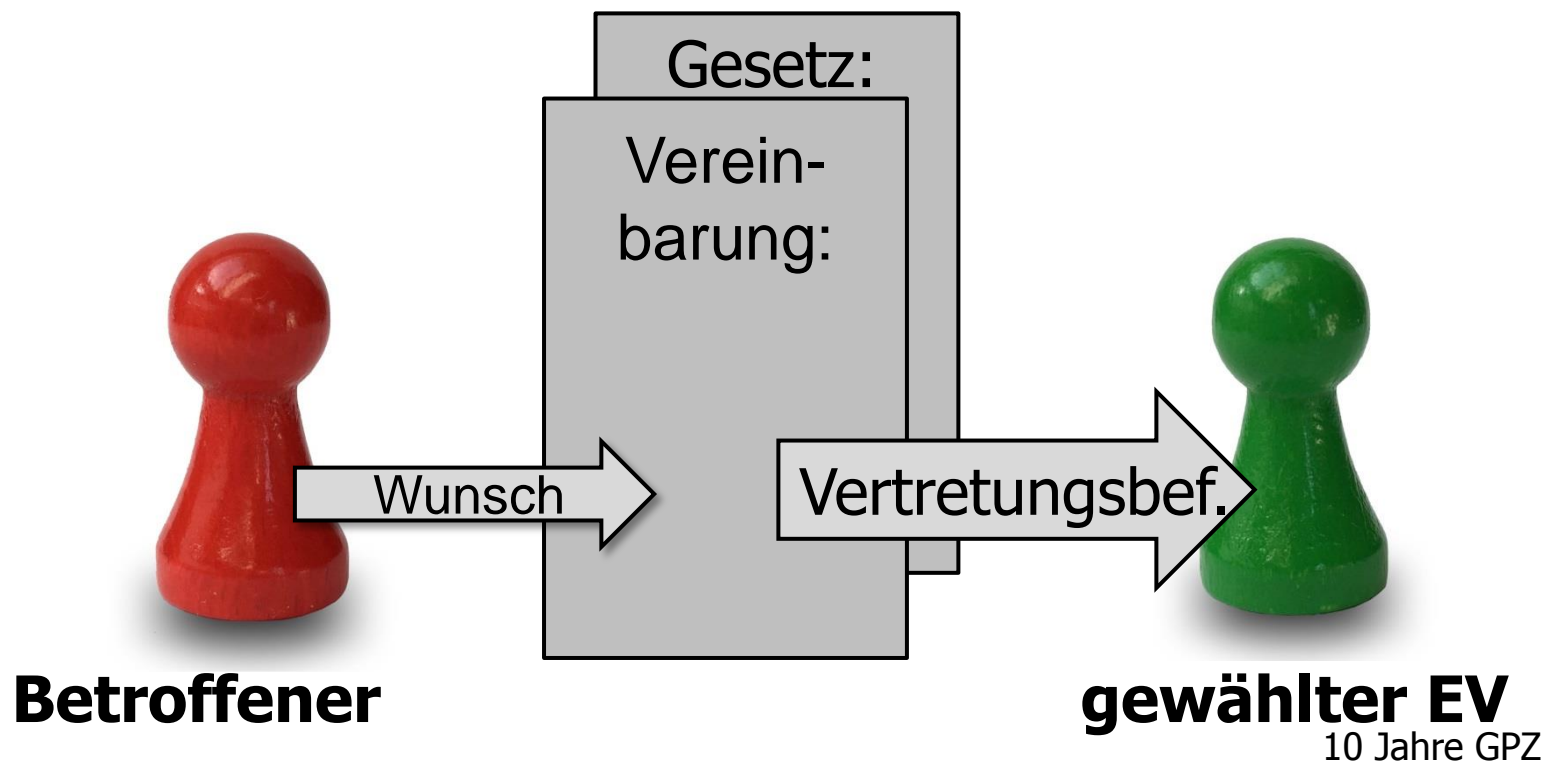 Gesetz:
Verein-
barung:
Wunsch
Vertretungsbef.
Betroffener
gewählter EV
10 Jahre GPZ